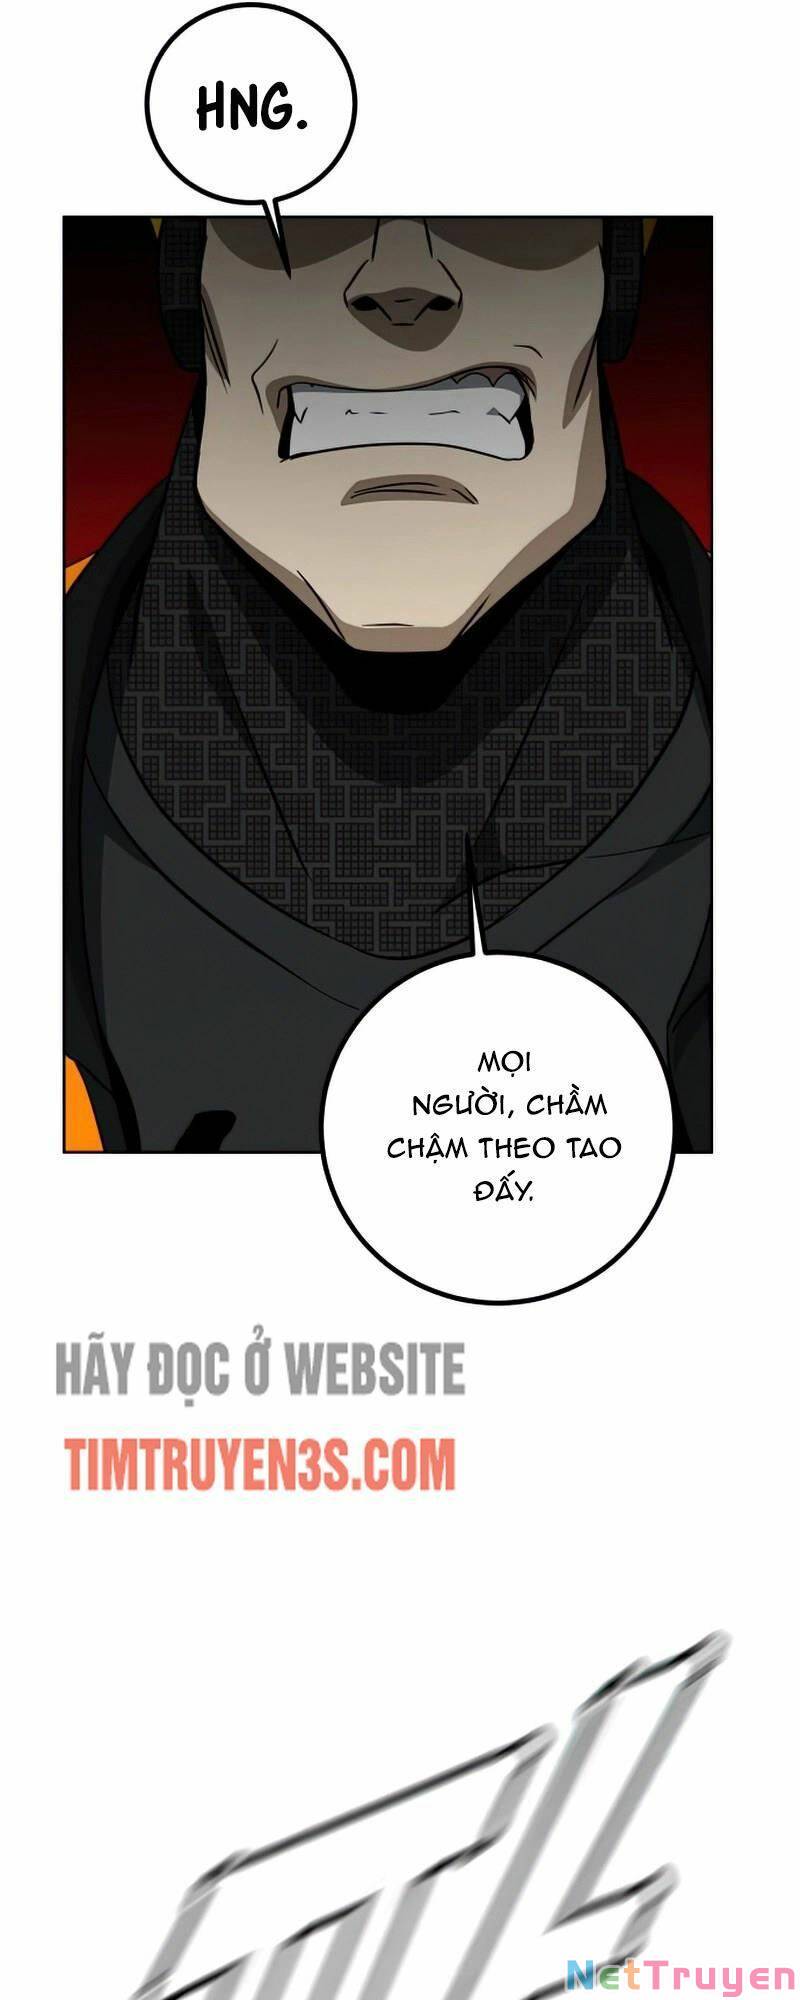 HNG.
MỌI
NGƯỜI, CHẦM
CHẬM THEO TAO
ĐẤY.
HÃY ĐỌC Ở WEBSITE
TIMTRUYEN3S.COM
NetTruyen